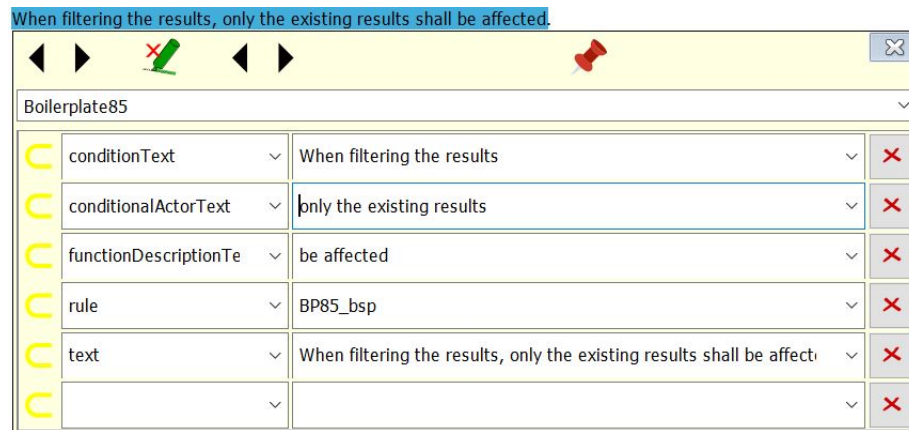 When filtering the results, only the existing results shall be affected.
Boilerplate85
conditionText When filtering the results
conditionalActorText only the existing results
functionDescriptionTe be affected
rule BP85_bsp
text When filtering the results, only the existing results shall be affect